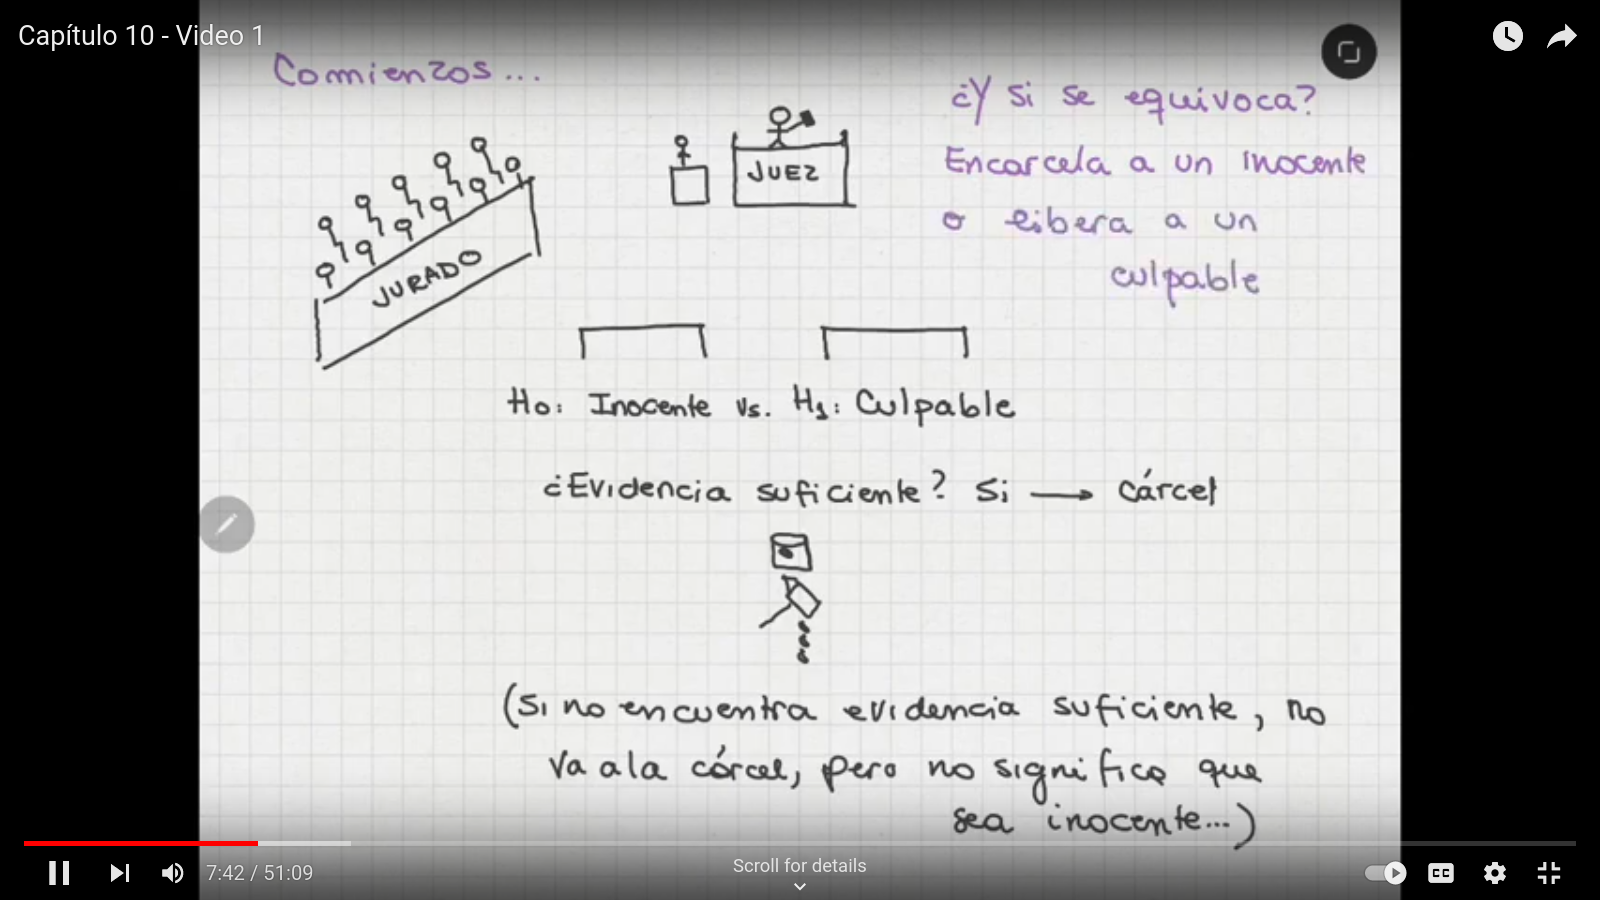 Capítulo 10 - Video 1
Comienzos...
¿Y si se equivoca?
Encarcela a un inocente
o libera a un
culpable
JUEZ
JURADO
Ho: Inocente vs. H1: Culpable
¿Evidencia suficiente? Si → cárcel
(Si no encuentra evidencia suficiente, no
va a la cárcel, pero no significa que
sea inocente...)
7:42 / 51:09
Scroll for details
CC